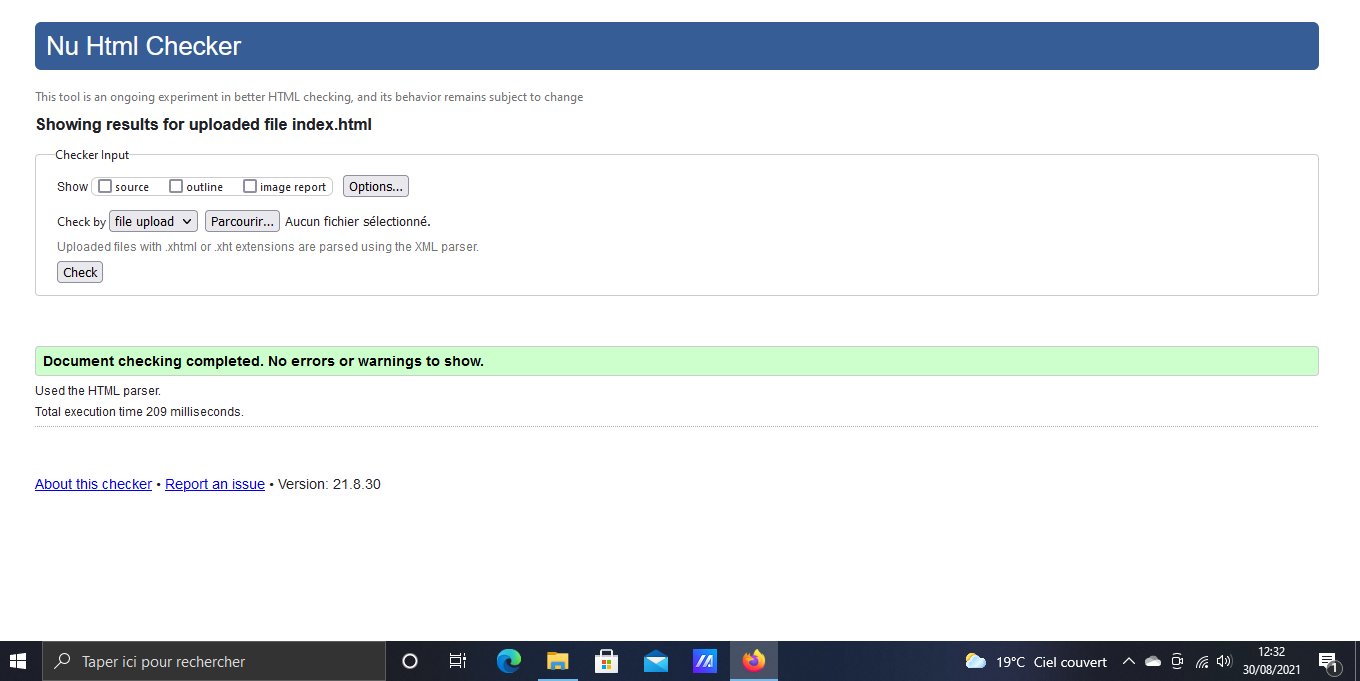 Nu Html Checker
This tool is an ongoing experiment in better HTML checking, and its behavior remains subject to change
Showing results for uploaded file index.html
Checker Input
Show source outline image report Options...
Check by file upload Parcourir... Aucun fichier sélectionné.
Uploaded files with .xhtml or .xht extensions are parsed using the XML parser.
Check
Document checking completed. No errors or warnings to show.
Used the HTML parser.
Total execution time 209 milliseconds.
About this checker • Report an issue • Version: 21.8.30
Taper ici pour rechercher
19°C Ciel couvert
12:32
30/08/2021
1